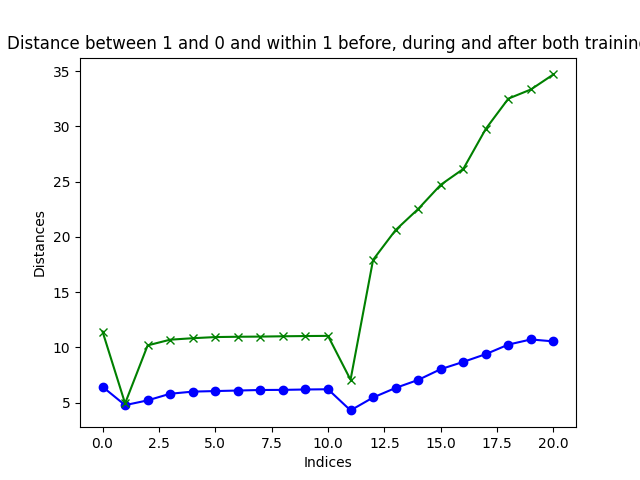 Distance between 1 and 0 and within 1 before, during and after both training
35
30
25
20
15
10
5
Distances
0.0 2.5 5.0 7.5 10.0 12.5 15.0 17.5 20.0
Indices